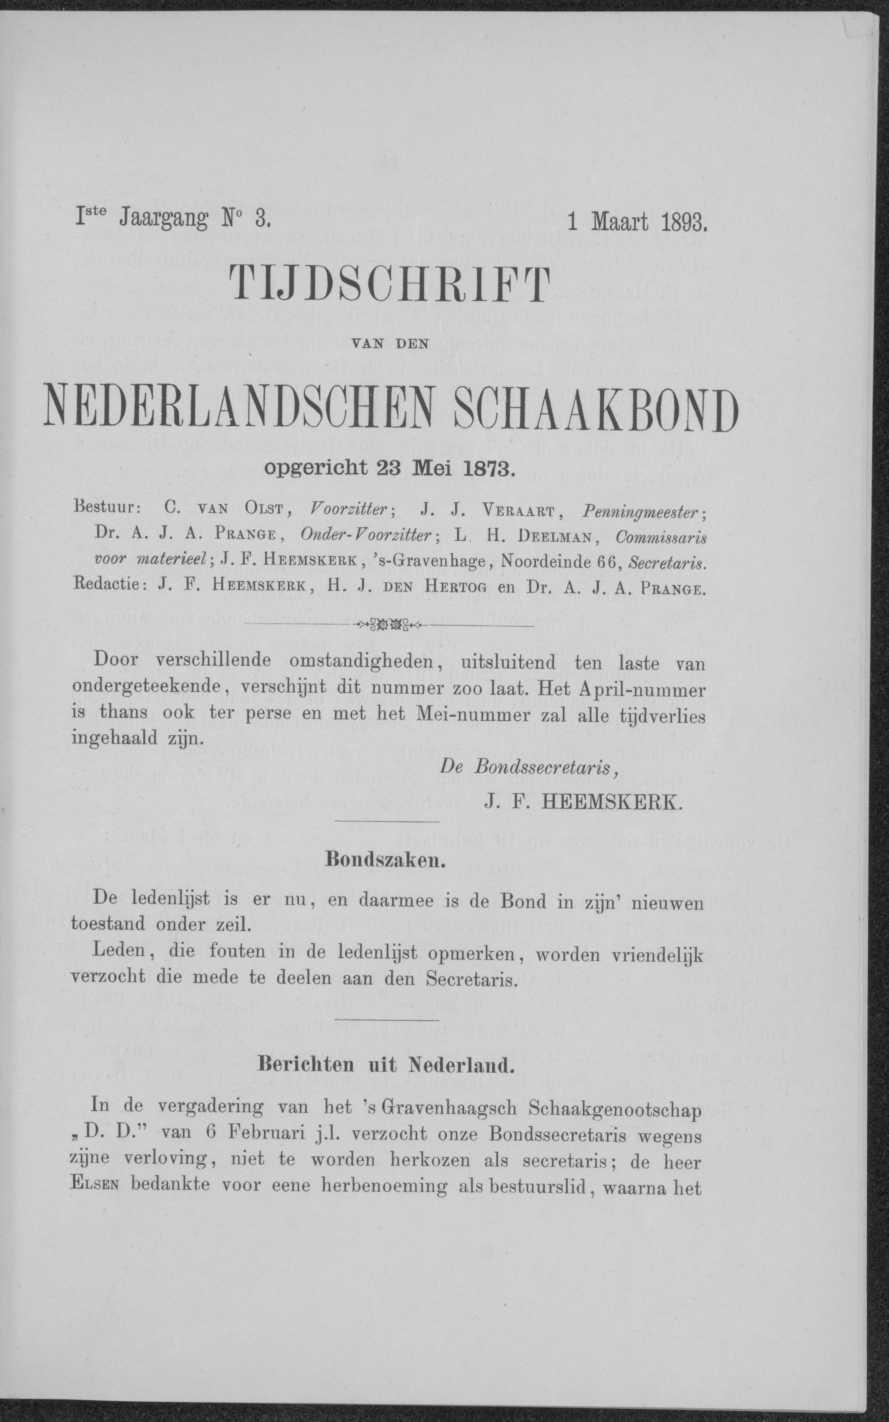 Iste Jaargang No 3. 1 Maart 1893.
TIJDSCHRIFT
VAN DEN
NEDERLANDSCHEN SCHAAKBOND
opgericht 23 Mei 1873.
Bestuur: C. VAN OLST, Voorzitter; J. J. VERAART, Penningmeester;
Dr. A. J. A. PRANGE, Onder-Voorzitter; L. H. DEELMAN, Commissaris
voor materieel; J. F. HEEMSKERK, 's-Gravenhage, Noordeinde 66, Secretaris.
Redactie: J. F. HEEMSKERK, H. J. DEN HERTOG en Dr. A. J. A. PRANGE.
Door verschillende omstandigheden, uitsluitend ten laste van
ondergeteekende, verschijnt dit nummer zoo laat. Het April-nummer
is thans ook ter perse en met het Mei-nummer zal alle tijdverlies
ingehaald zijn.
De Bondssecretaris,
J. F. HEEMSKERK.
Bondszaken.
De ledenlijst is er nu, en daarmee is de Bond in zijn' nieuwen
toestand onder zeil.
Leden, die fouten in de ledenlijst opmerken, worden vriendelijk
verzocht die mede te deelen aan den Secretaris.
Berichten uit Nederland.
In de vergadering van het 's Gravenhaagsch Schaakgenootschap
„D. D.” van 6 Februari j.l. verzocht onze Bondssecretaris wegens
zijne verloving, niet te worden herkozen als secretaris; de heer
ELSEN bedankte voor eene herbenoeming als bestuurslid, waarna het